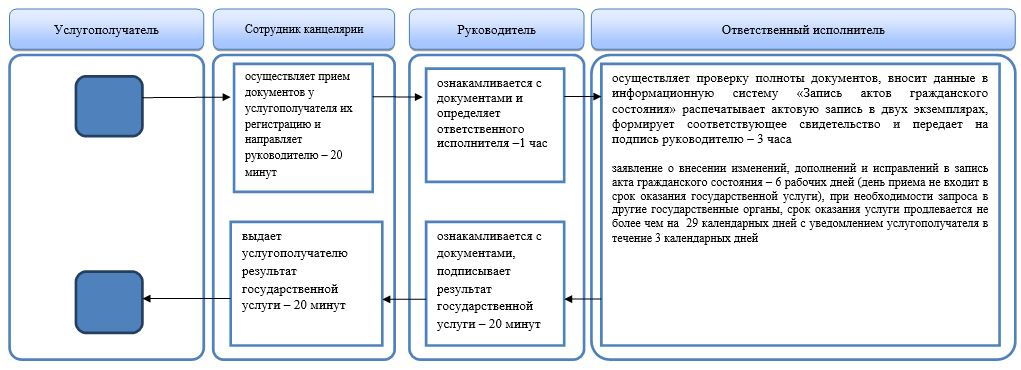 Услугополучатель
Сотрудник канцелярии
Руководитель
Ответственный исполнитель
осуществляет прием
документов у
услугополучателя их
регистрацию и
направляет
руководителю – 20
минут
ознакамливается с
документами и
определяет
ответственного
исполнителя –1 час
осуществляет проверку полноты документов, вносит данные в
информационную систему «Запись актов гражданского
состояния» распечатывает актовую запись в двух экземплярах,
формирует соответствующее свидетельство и передает на
подпись руководителю – 3 часа
заявление о внесении изменений, дополнений и исправлений в запись
акта гражданского состояния – 6 рабочих дней (день приема не входит в
срок оказания государственной услуги), при необходимости запроса в
другие государственные органы, срок оказания услуги продлевается не
более чем на 29 календарных дней с уведомлением услугополучателя в
течение 3 календарных дней
выдает
услугополучателю
результат
государственной
услуги – 20 минут
ознакамливается с
документами,
подписывает
результат
государственной
услуги – 20 минут